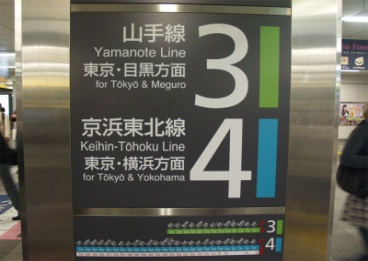 山手線
Yamanote Line
東京・目黒方面
for Tōkyō & Meguro
3
京浜東北線
Keihin-Tōhoku Line
東京・横浜方面
for Tōkyō & Yokohama
4
3
4